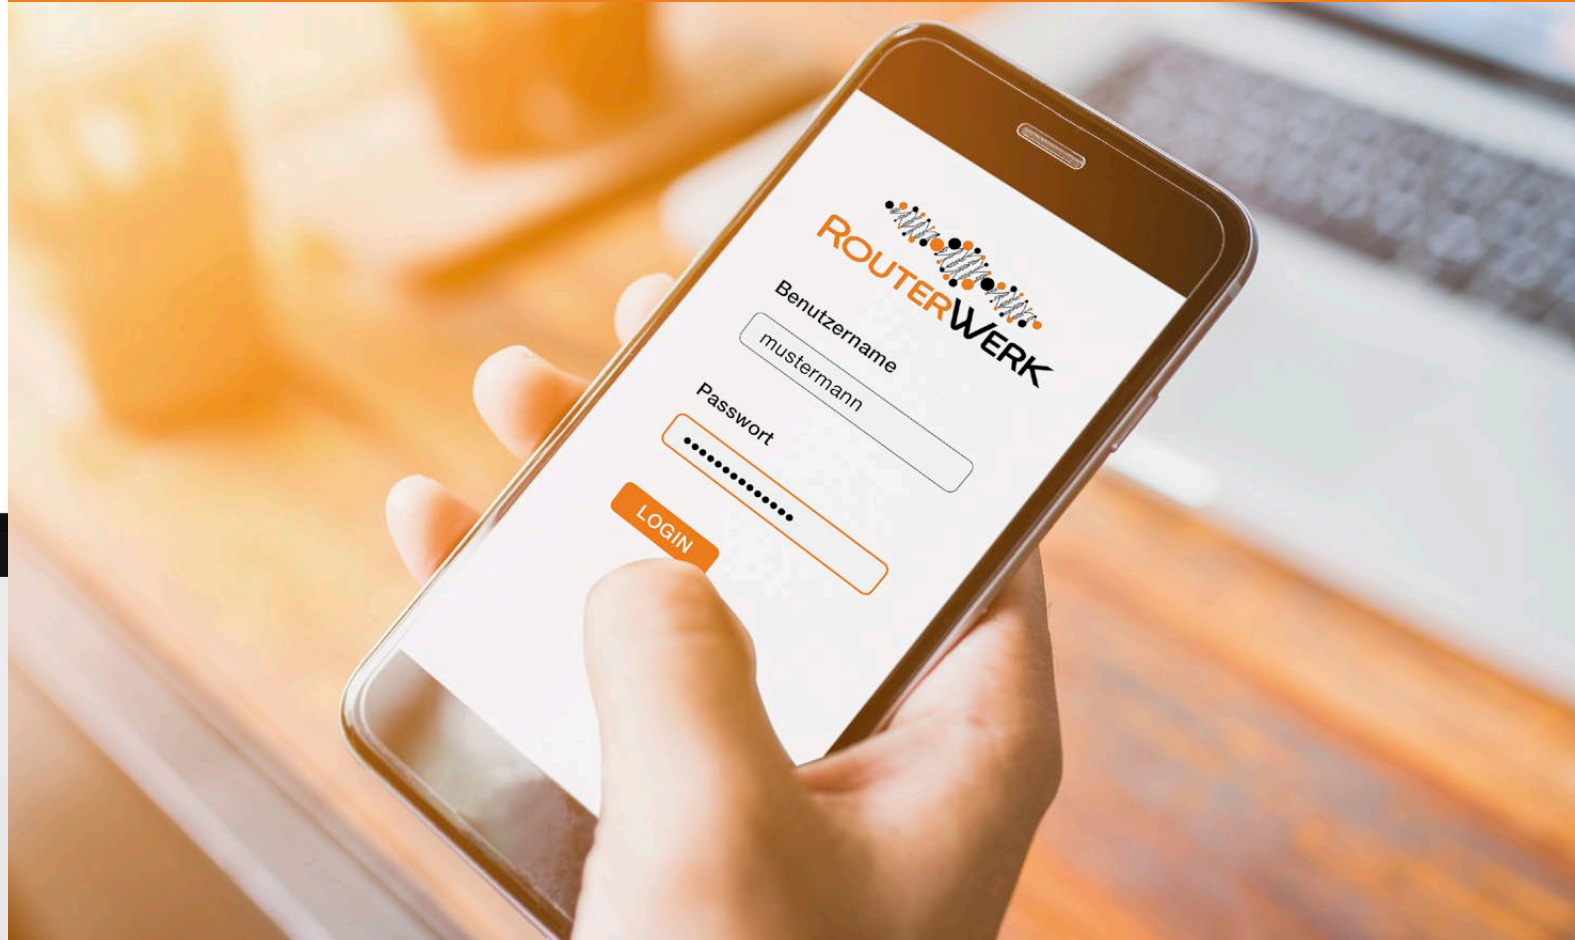 ROUTERWERK
Benutzername
mustermann
Passwort
••••••••••••••
LOGIN